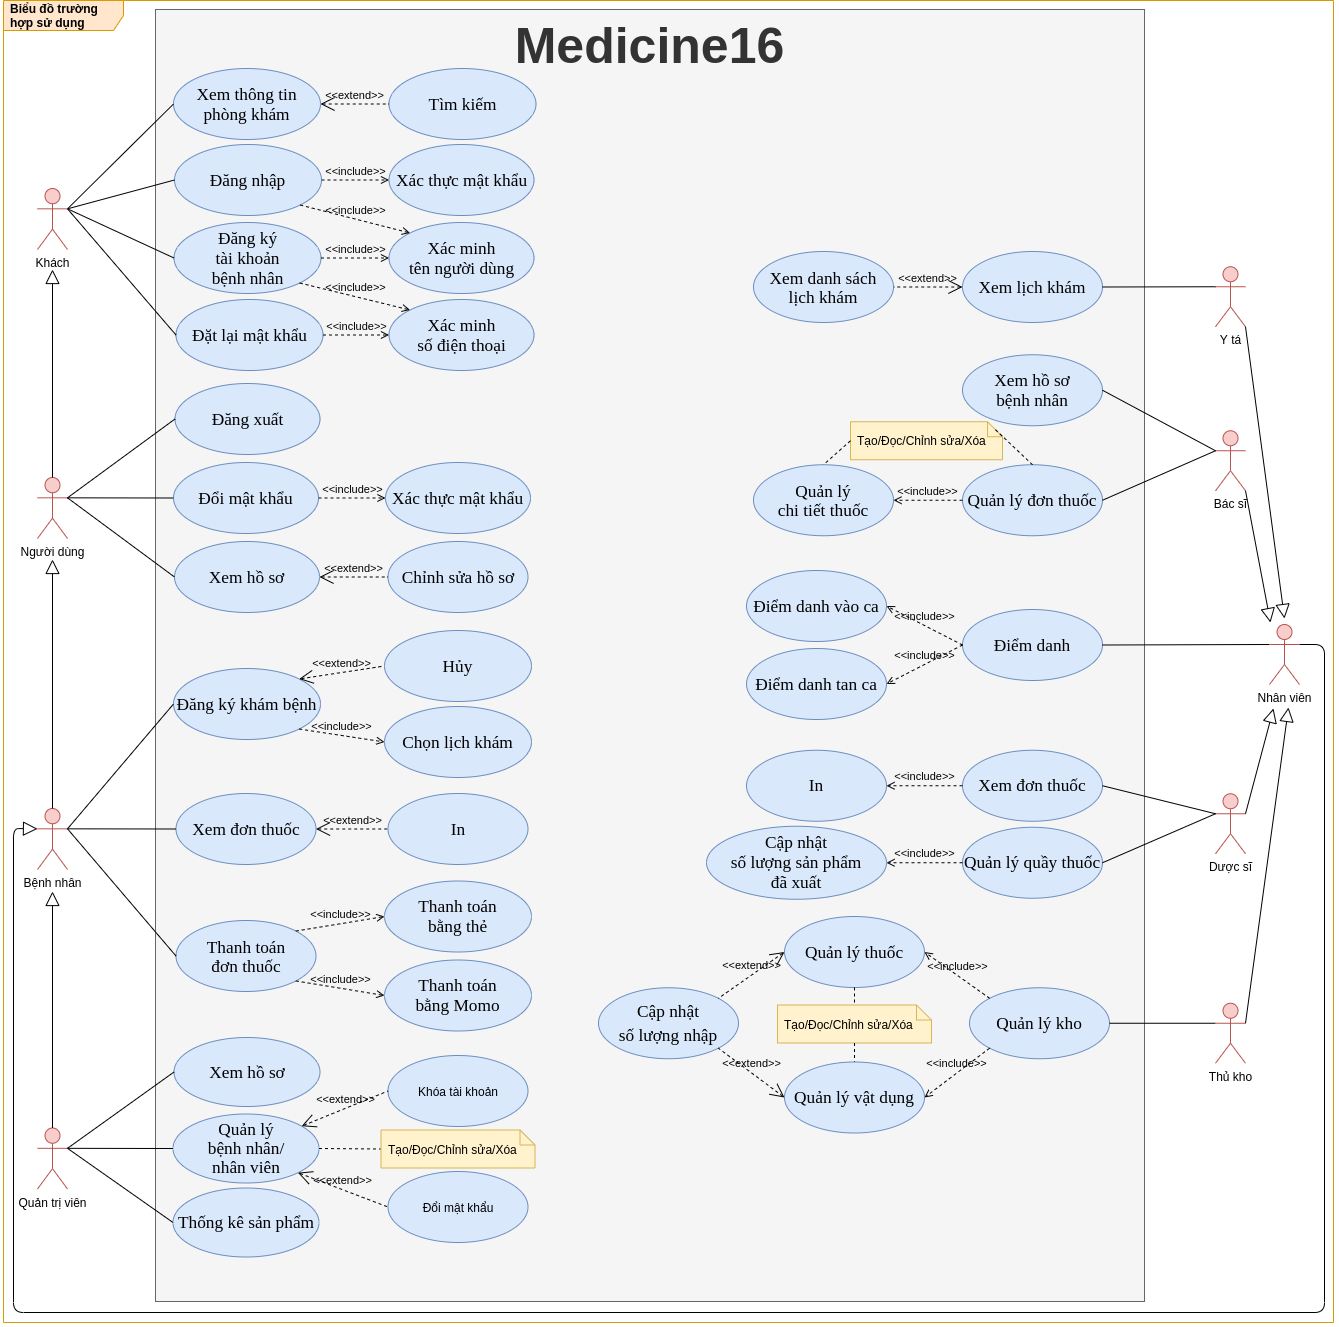 Biểu đồ trường
hợp sử dụng
Medicine16
Xem thông tin
phòng khám
<<extend>>
Tìm kiếm
Đăng nhập
<<include>>
Xác thực mật khẩu
<<include>>
Khách
Đăng ký
tài khoản
bệnh nhân
<<include>>
Xác minh
tên người dùng
<<include>>
Đặt lại mật khẩu
<<include>>
Xác minh
số điện thoại
Đăng xuất
Người dùng
Đổi mật khẩu
<<include>>
Xác thực mật khẩu
Xem hồ sơ
<<extend>>
Chỉnh sửa hồ sơ
<<extend>>
Hủy
Đăng ký khám bệnh
<<include>>
Chọn lịch khám
Bệnh nhân
Xem đơn thuốc
<<extend>>
In
Thanh toán
đơn thuốc
<<include>>
Thanh toán
bằng thẻ
<<include>>
Thanh toán
bằng Momo
Xem hồ sơ
<<extend>>
Khóa tài khoản
Quản trị viên
Quản lý
bệnh nhân/
nhân viên
Tạo/Đọc/Chỉnh sửa/Xóa
<<extend>>
Đổi mật khẩu
Thống kê sản phẩm
Xem danh sách
lịch khám
<<extend>>
Xem lịch khám
Y tá
Xem hồ sơ
bệnh nhân
Tạo/Đọc/Chỉnh sửa/Xóa
Quản lý
chi tiết thuốc
<<include>>
Quản lý đơn thuốc
Bác sĩ
Điểm danh vào ca
<<include>>
Điểm danh
<<include>>
Điểm danh tan ca
Nhân viên
In
<<include>>
Xem đơn thuốc
Cập nhật
số lượng sản phẩm
đã xuất
<<include>>
Quản lý quầy thuốc
Dược sĩ
Quản lý thuốc
<<extend>>
<<include>>
Cập nhật
số lượng nhập
Tạo/Đọc/Chỉnh sửa/Xóa
Quản lý kho
<<extend>>
<<include>>
Quản lý vật dụng
Thủ kho